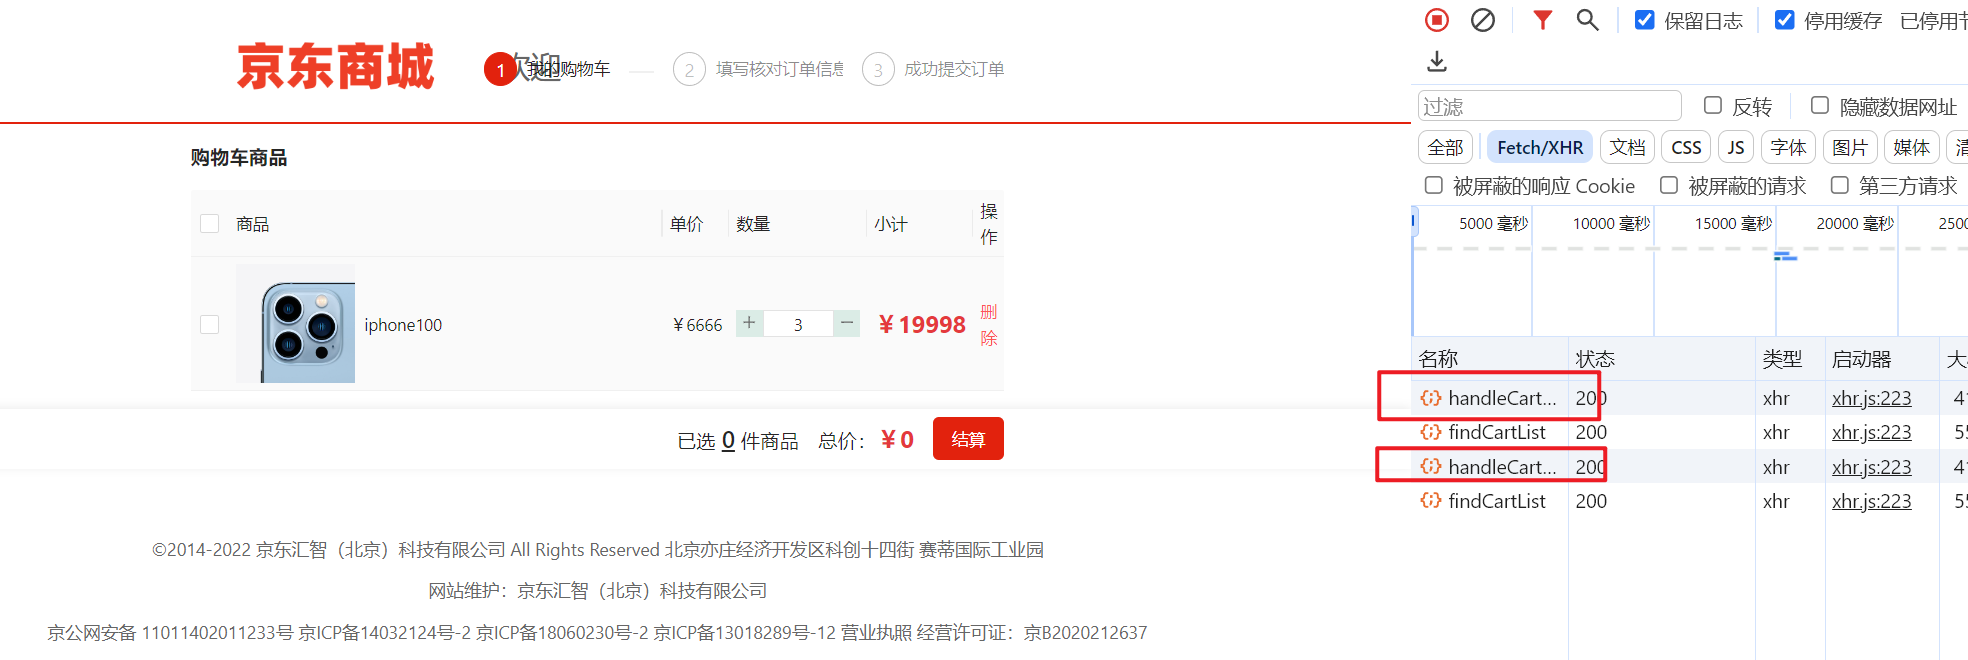 京东商城
欢迎
1 我的购物车
2 填写核对订单信息
3 成功提交订单
购物车商品
商品 单价 数量 小计 操作
iphone100 ¥6666 + 3 − ¥19998 删除
已选 0 件商品 总价： ¥0 结算
©2014-2022 京东汇智（北京）科技有限公司 All Rights Reserved 北京亦庄经济开发区科创十四街 赛蒂国际工业园
网站维护：京东汇智（北京）科技有限公司
京公网安备 11011402011233号 京ICP备14032124号-2 京ICP备18060230号-2 京ICP备13018289号-12 营业执照 经营许可证：京B2020212637
保留日志 停用缓存 已停用
过滤 反转 隐藏数据网址
全部 Fetch/XHR 文档 CSS JS 字体 图片 媒体
被屏蔽的响应 Cookie 被屏蔽的请求 第三方请求
5000 毫秒 10000 毫秒 15000 毫秒 20000 毫秒 2500
名称 状态 类型 启动器 大
handleCart... 200 xhr xhr.js:223 41
findCartList 200 xhr xhr.js:223 55
handleCart... 200 xhr xhr.js:223 41
findCartList 200 xhr xhr.js:223 55